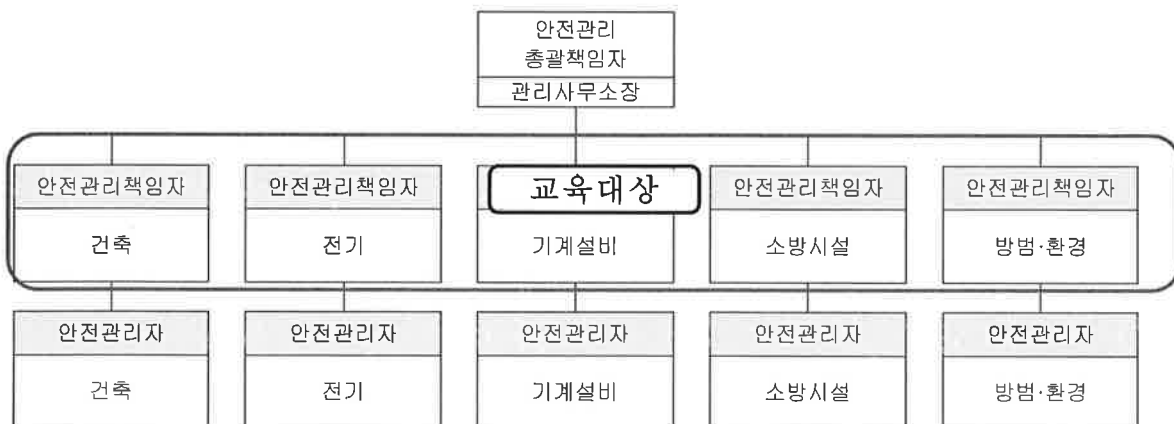 안전관리
총괄책임자
관리사무소장
안전관리책임자 안전관리책임자 교육대상 안전관리책임자 안전관리책임자
건축 전기 기계설비 소방시설 방범·환경
안전관리자 안전관리자 안전관리자 안전관리자 안전관리자
건축 전기 기계설비 소방시설 방범·환경